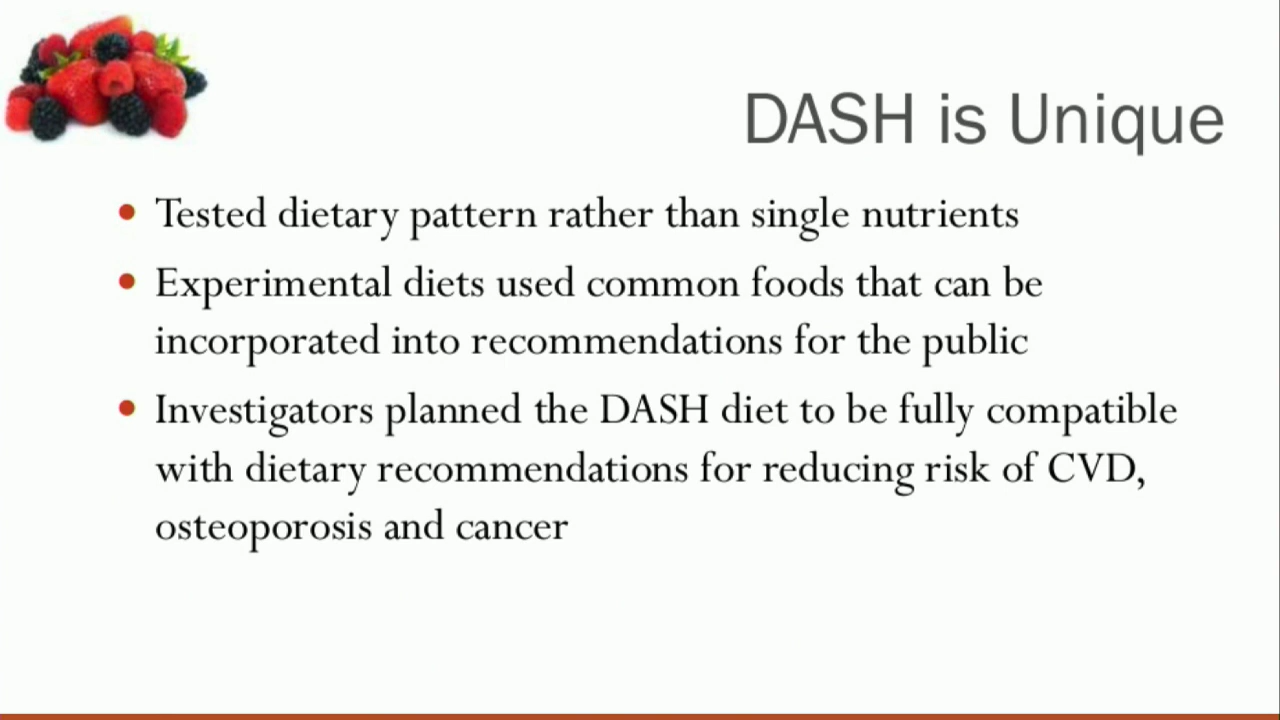 DASH is Unique
• Tested dietary pattern rather than single nutrients
• Experimental diets used common foods that can be
incorporated into recommendations for the public
• Investigators planned the DASH diet to be fully compatible
with dietary recommendations for reducing risk of CVD,
osteoporosis and cancer